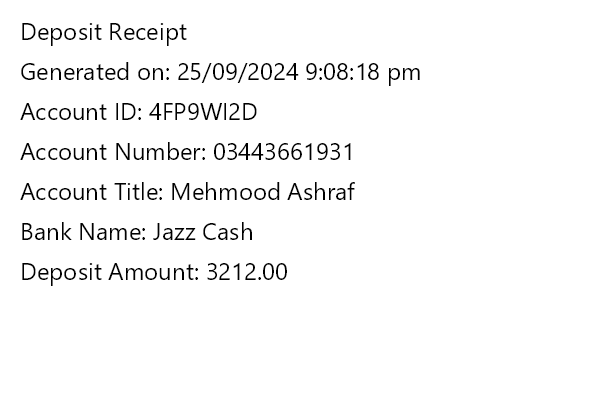 Deposit Receipt
Generated on: 25/09/2024 9:08:18 pm
Account ID: 4FP9WI2D
Account Number: 03443661931
Account Title: Mehmood Ashraf
Bank Name: Jazz Cash
Deposit Amount: 3212.00